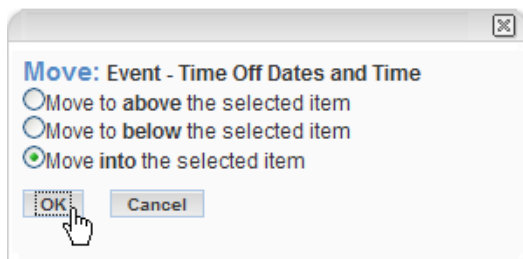 Move: Event - Time Off Dates and Time
Move to above the selected item
Move to below the selected item
Move into the selected item
OK Cancel